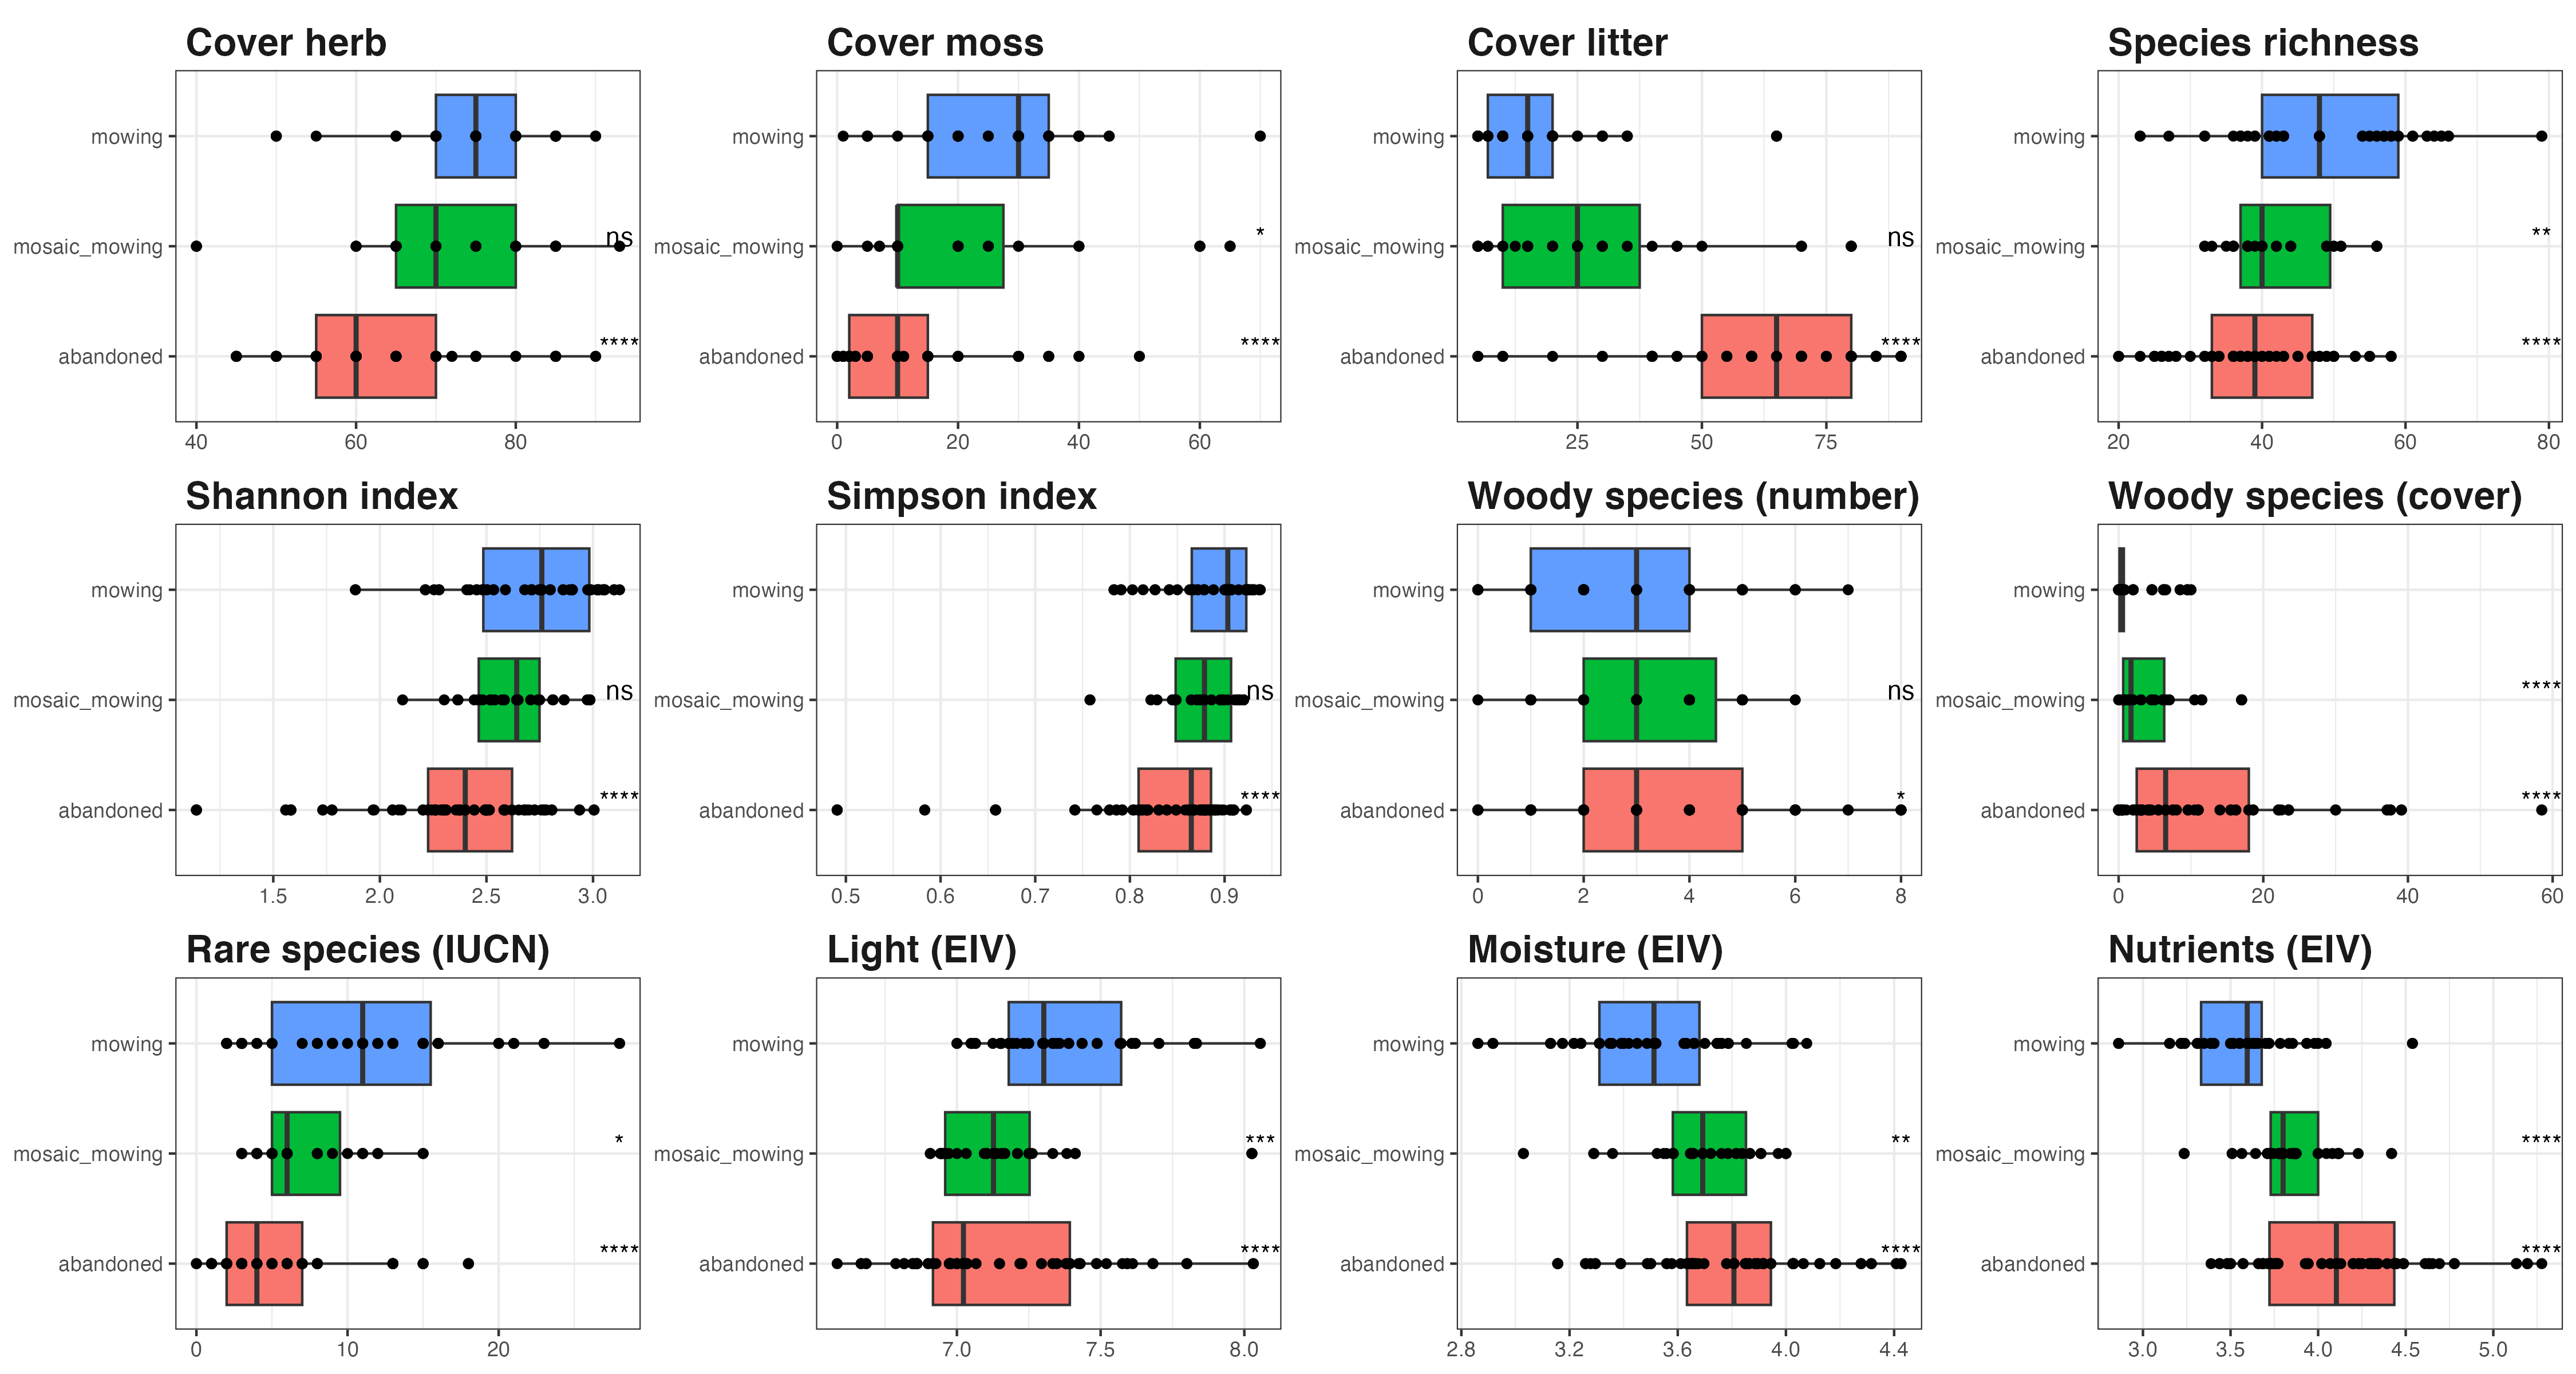 Cover herb
mowing
mosaic_mowing
ns
abandoned
****
40 60 80
Cover moss
mowing
mosaic_mowing
*
abandoned
****
0 20 40 60
Cover litter
mowing
mosaic_mowing
ns
abandoned
****
25 50 75
Species richness
mowing
mosaic_mowing
**
abandoned
****
20 40 60 80
Shannon index
mowing
mosaic_mowing
ns
abandoned
****
1.5 2.0 2.5 3.0
Simpson index
mowing
mosaic_mowing
ns
abandoned
****
0.5 0.6 0.7 0.8 0.9
Woody species (number)
mowing
mosaic_mowing
ns
abandoned
*
0 2 4 6 8
Woody species (cover)
mowing
mosaic_mowing
****
abandoned
****
0 20 40 60
Rare species (IUCN)
mowing
mosaic_mowing
*
abandoned
****
0 10 20
Light (EIV)
mowing
mosaic_mowing
***
abandoned
****
7.0 7.5 8.0
Moisture (EIV)
mowing
mosaic_mowing
**
abandoned
****
2.8 3.2 3.6 4.0 4.4
Nutrients (EIV)
mowing
mosaic_mowing
****
abandoned
****
3.0 3.5 4.0 4.5 5.0